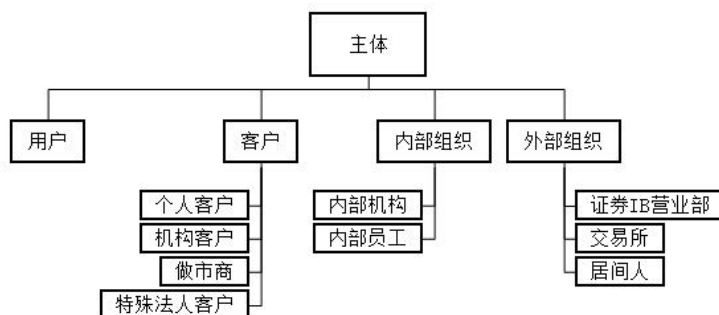 主体
用户
客户
内部组织
外部组织
个人客户
机构客户
做市商
特殊法人客户
内部机构
内部员工
证券IB营业部
交易所
居间人